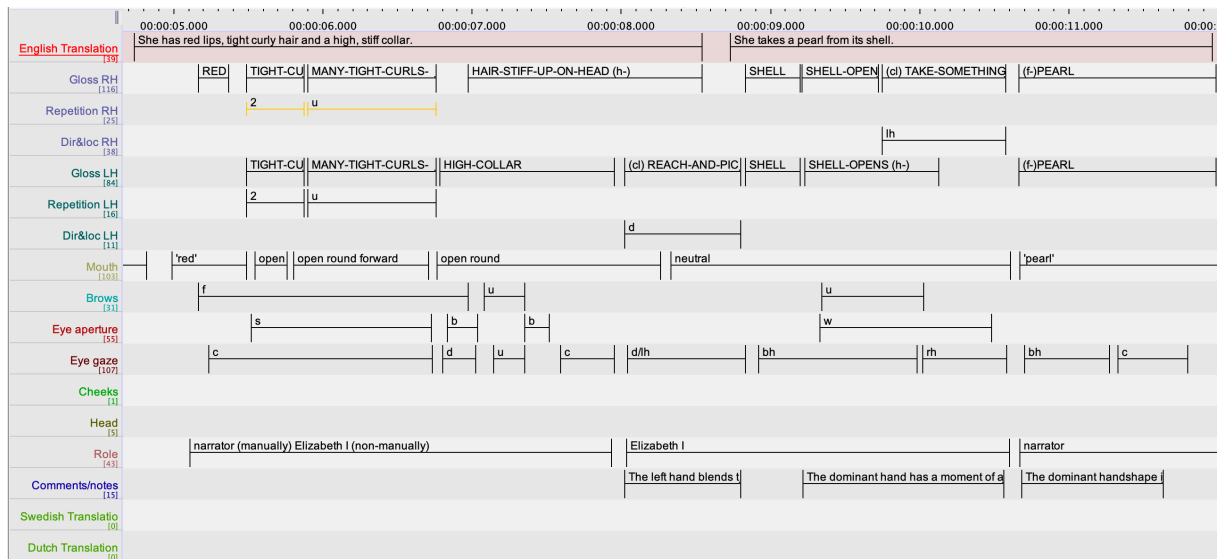 00:00:05.000 00:00:06.000 00:00:07.000 00:00:08.000 00:00:09.000 00:00:10.000 00:00:11.000 00:00:
English Translation [39] She has red lips, tight curly hair and a high, stiff collar. She takes a pearl from its shell.
Gloss RH [116] RED TIGHT-CU MANY-TIGHT-CURLS- HAIR-STIFF-UP-ON-HEAD (h-) SHELL SHELL-OPEN (cl) TAKE-SOMETHING (f-)PEARL
Repetition RH [25] 2 u
Dir&loc RH [38] lh
Gloss LH [84] TIGHT-CU MANY-TIGHT-CURLS- HIGH-COLLAR (cl) REACH-AND-PIC SHELL SHELL-OPENS (h-) (f-)PEARL
Repetition LH [16] 2 u
Dir&loc LH [11] d
Mouth [103] 'red' open open round forward open round neutral 'pearl'
Brows [31] f u u
Eye aperture [55] s b b w
Eye gaze [107] c d u c d/lh bh rh bh c
Cheeks [1]
Head [5]
Role [43] narrator (manually) Elizabeth I (non-manually) Elizabeth I narrator
Comments/notes [15] The left hand blends t The dominant hand has a moment of a The dominant handshape i
Swedish Translatio [0]
Dutch Translation [0]